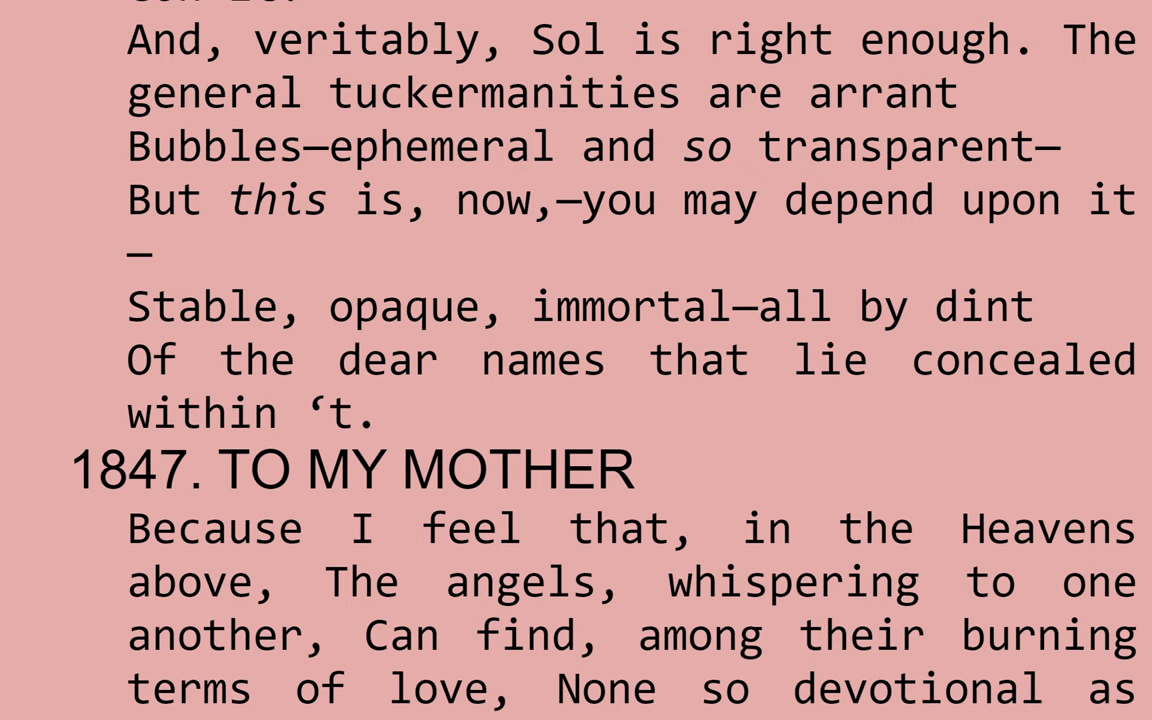 And, veritably, Sol is right enough. The
general tuckermanities are arrant
Bubbles—ephemeral and so transparent—
But this is, now,—you may depend upon it
—
Stable, opaque, immortal—all by dint
Of the dear names that lie concealed
within ‘t.
1847. TO MY MOTHER
Because I feel that, in the Heavens
above, The angels, whispering to one
another, Can find, among their burning
terms of love, None so devotional as